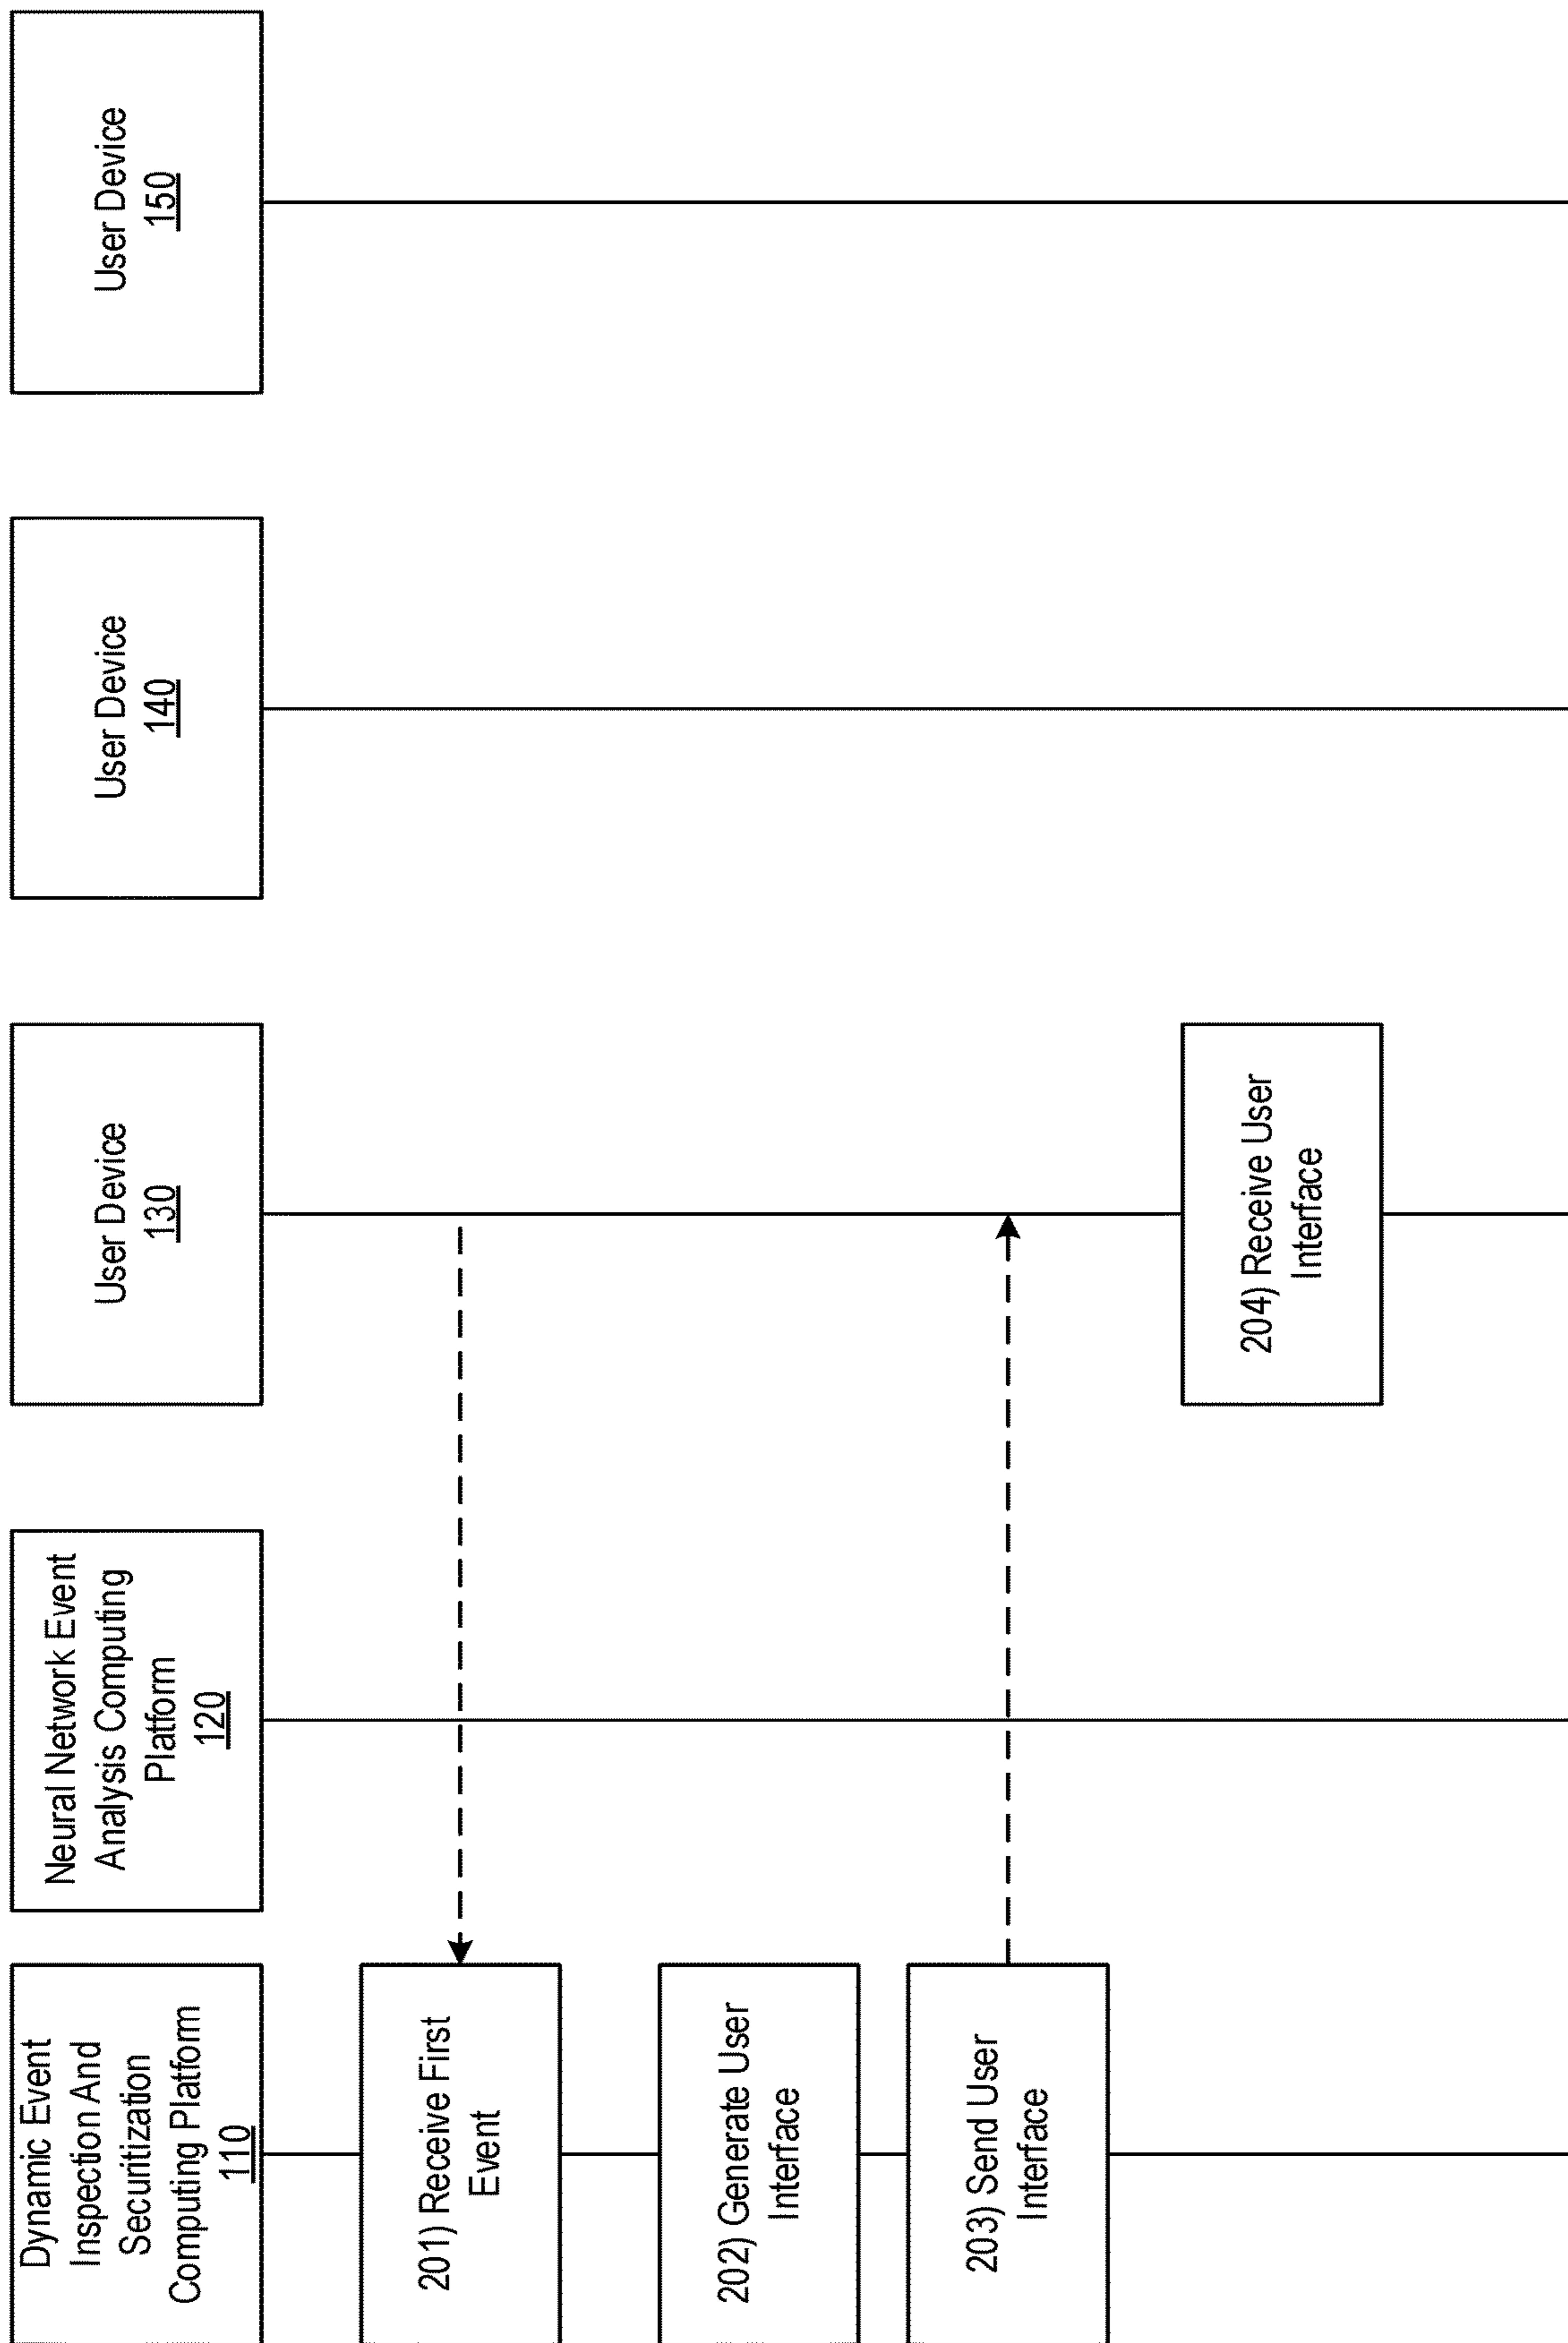 Dynamic Event
Inspection And
Securitization
Computing Platform
110
Neural Network Event
Analysis Computing
Platform
120
User Device
130
User Device
140
User Device
150
201) Receive First
Event
202) Generate User
Interface
203) Send User
Interface
204) Receive User
Interface